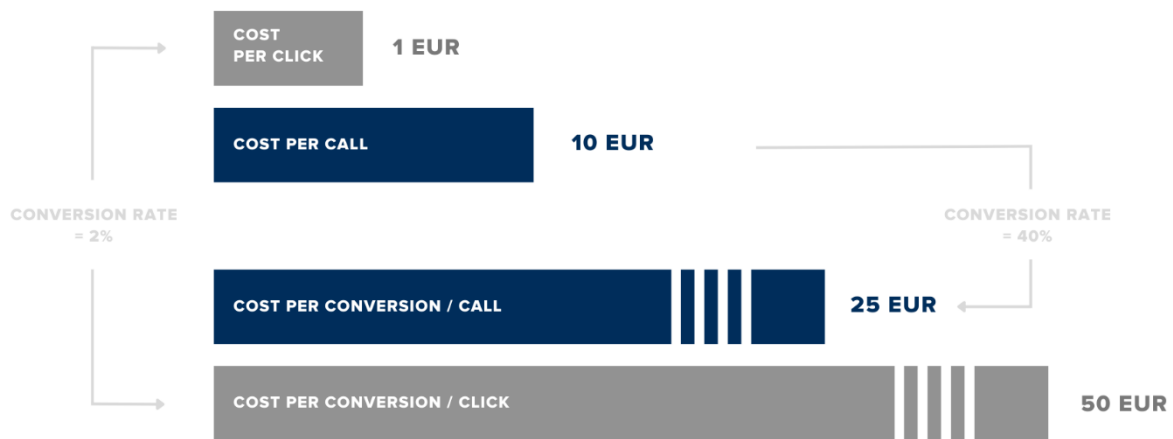 COST
PER CLICK
1 EUR
COST PER CALL
10 EUR
CONVERSION RATE
= 2%
CONVERSION RATE
= 40%
COST PER CONVERSION / CALL
25 EUR
COST PER CONVERSION / CLICK
50 EUR